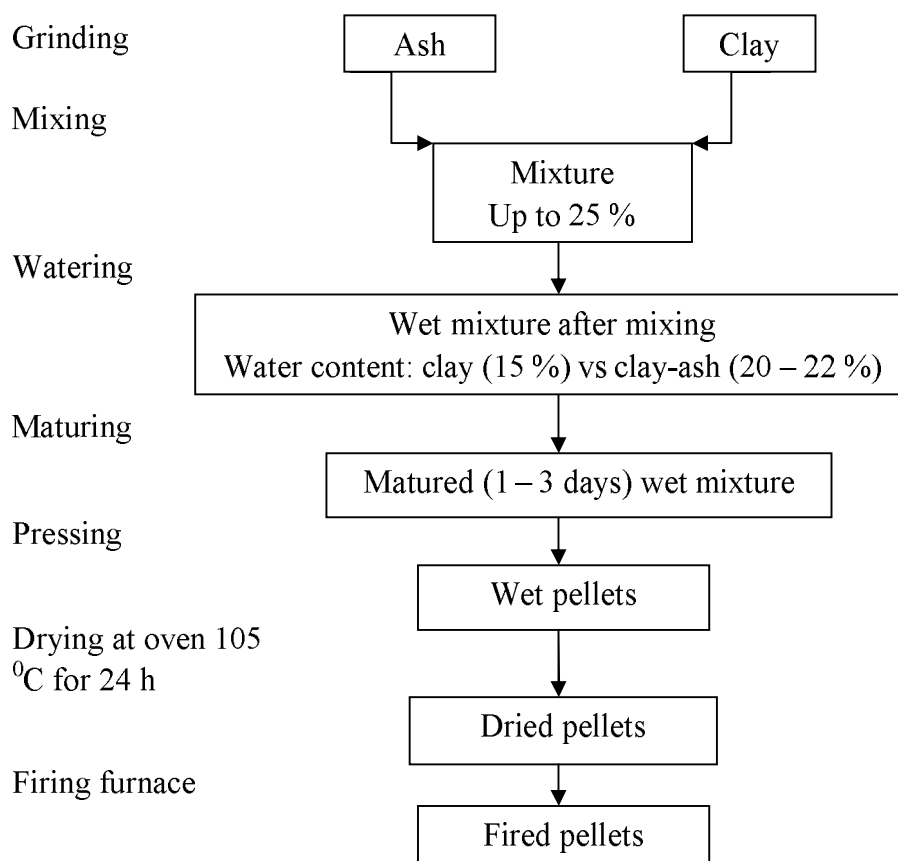 Grinding
Ash
Clay
Mixing
Mixture
Up to 25 %
Watering
Wet mixture after mixing
Water content: clay (15 %) vs clay-ash (20 – 22 %)
Maturing
Matured (1 – 3 days) wet mixture
Pressing
Wet pellets
Drying at oven 105
⁰C for 24 h
Dried pellets
Firing furnace
Fired pellets